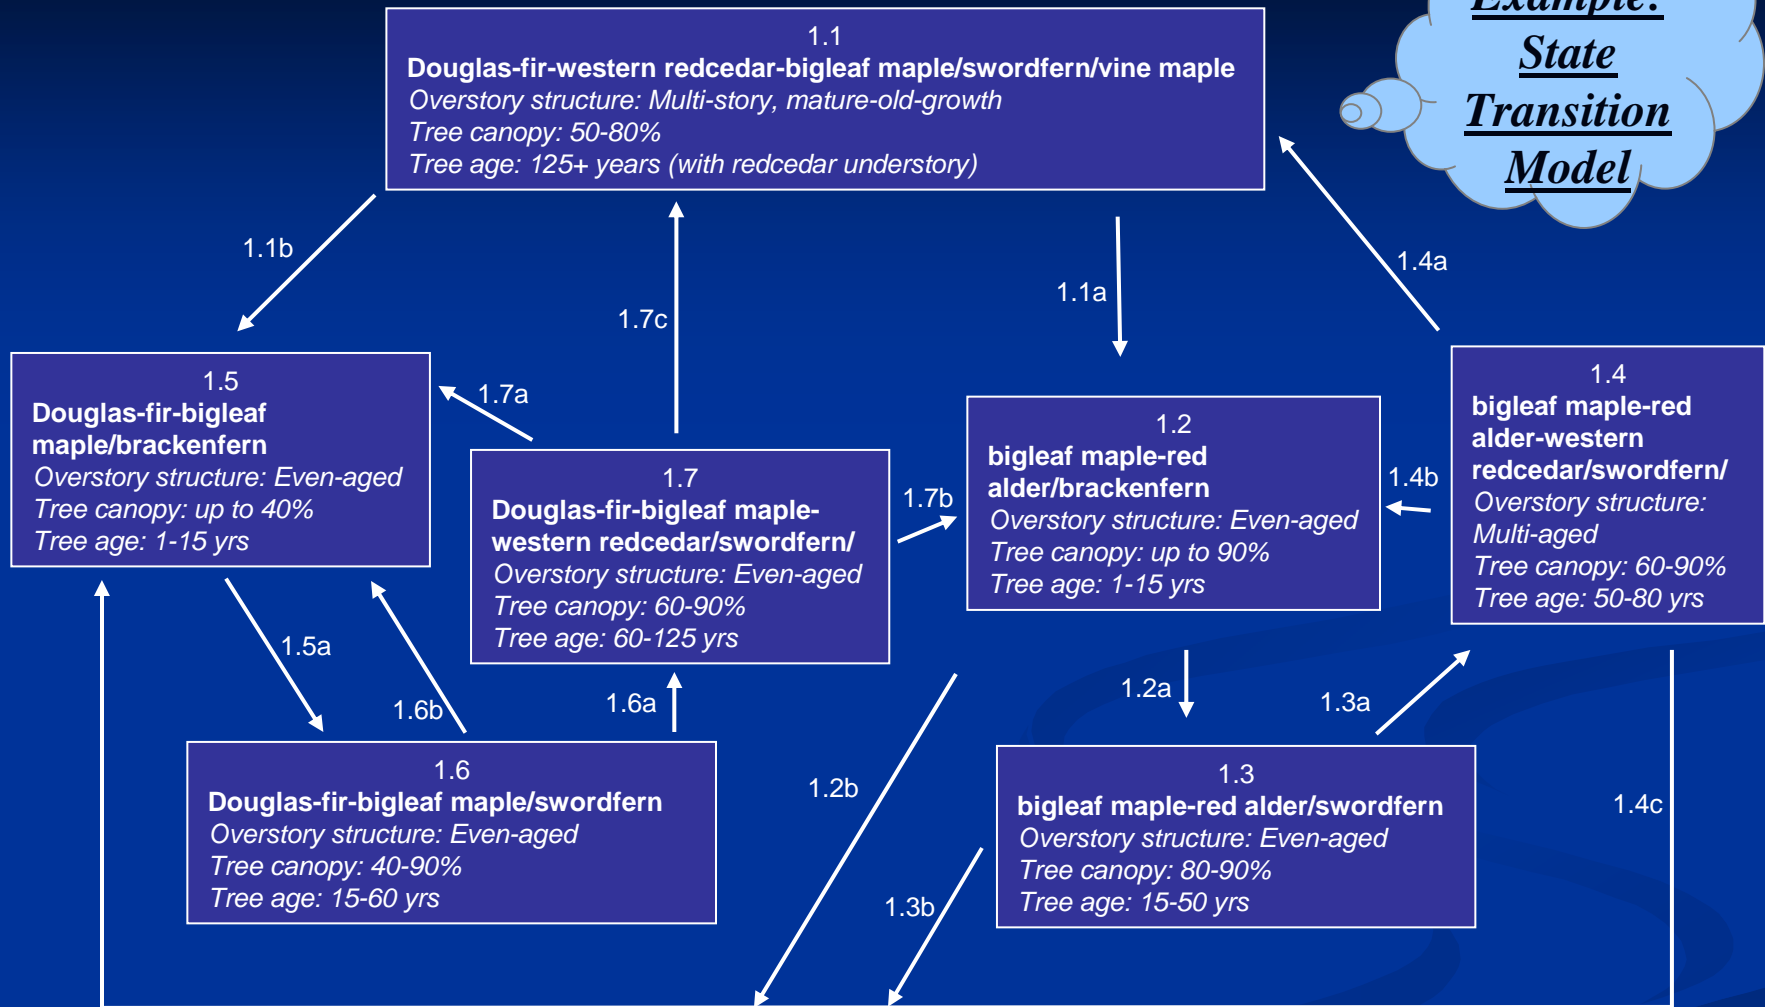 Example:
State
Transition
Model
1.1
Douglas-fir-western redcedar-bigleaf maple/swordfern/vine maple
Overstory structure: Multi-story, mature-old-growth
Tree canopy: 50-80%
Tree age: 125+ years (with redcedar understory)
1.1b
1.7c
1.1a
1.4a
1.5
Douglas-fir-bigleaf
maple/brackenfern
Overstory structure: Even-aged
Tree canopy: up to 40%
Tree age: 1-15 yrs
1.7a
1.7
Douglas-fir-bigleaf maple-
western redcedar/swordfern/
Overstory structure: Even-aged
Tree canopy: 60-90%
Tree age: 60-125 yrs
1.7b
1.2
bigleaf maple-red
alder/brackenfern
Overstory structure: Even-aged
Tree canopy: up to 90%
Tree age: 1-15 yrs
1.4b
1.4
bigleaf maple-red
alder-western
redcedar/swordfern/
Overstory structure:
Multi-aged
Tree canopy: 60-90%
Tree age: 50-80 yrs
1.5a
1.6b
1.6a
1.2a
1.3a
1.6
Douglas-fir-bigleaf maple/swordfern
Overstory structure: Even-aged
Tree canopy: 40-90%
Tree age: 15-60 yrs
1.2b
1.3b
1.3
bigleaf maple-red alder/swordfern
Overstory structure: Even-aged
Tree canopy: 80-90%
Tree age: 15-50 yrs
1.4c